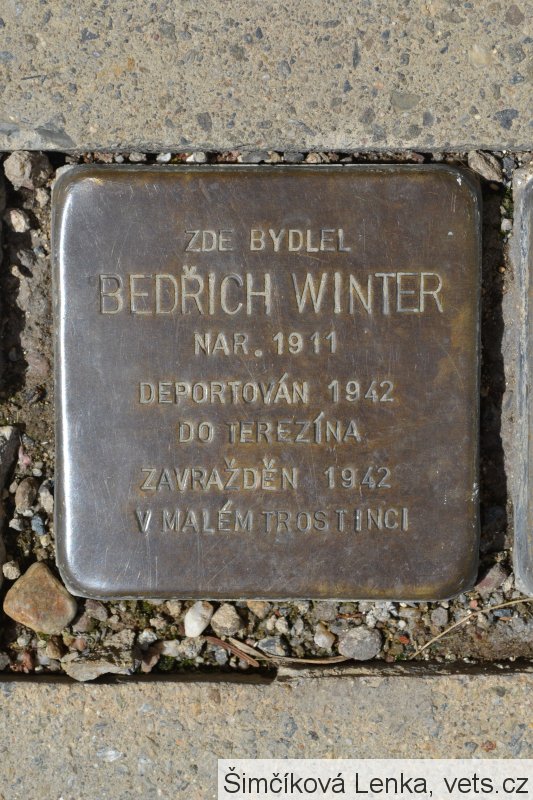 ZDE BYDLEL
BEDŘICH WINTER
NAR. 1911
DEPORTOVÁN 1942
DO TEREZÍNA
ZAVRAŽDĚN 1942
V MALÉM TROSTINCI
Šimčíková Lenka, vets.cz